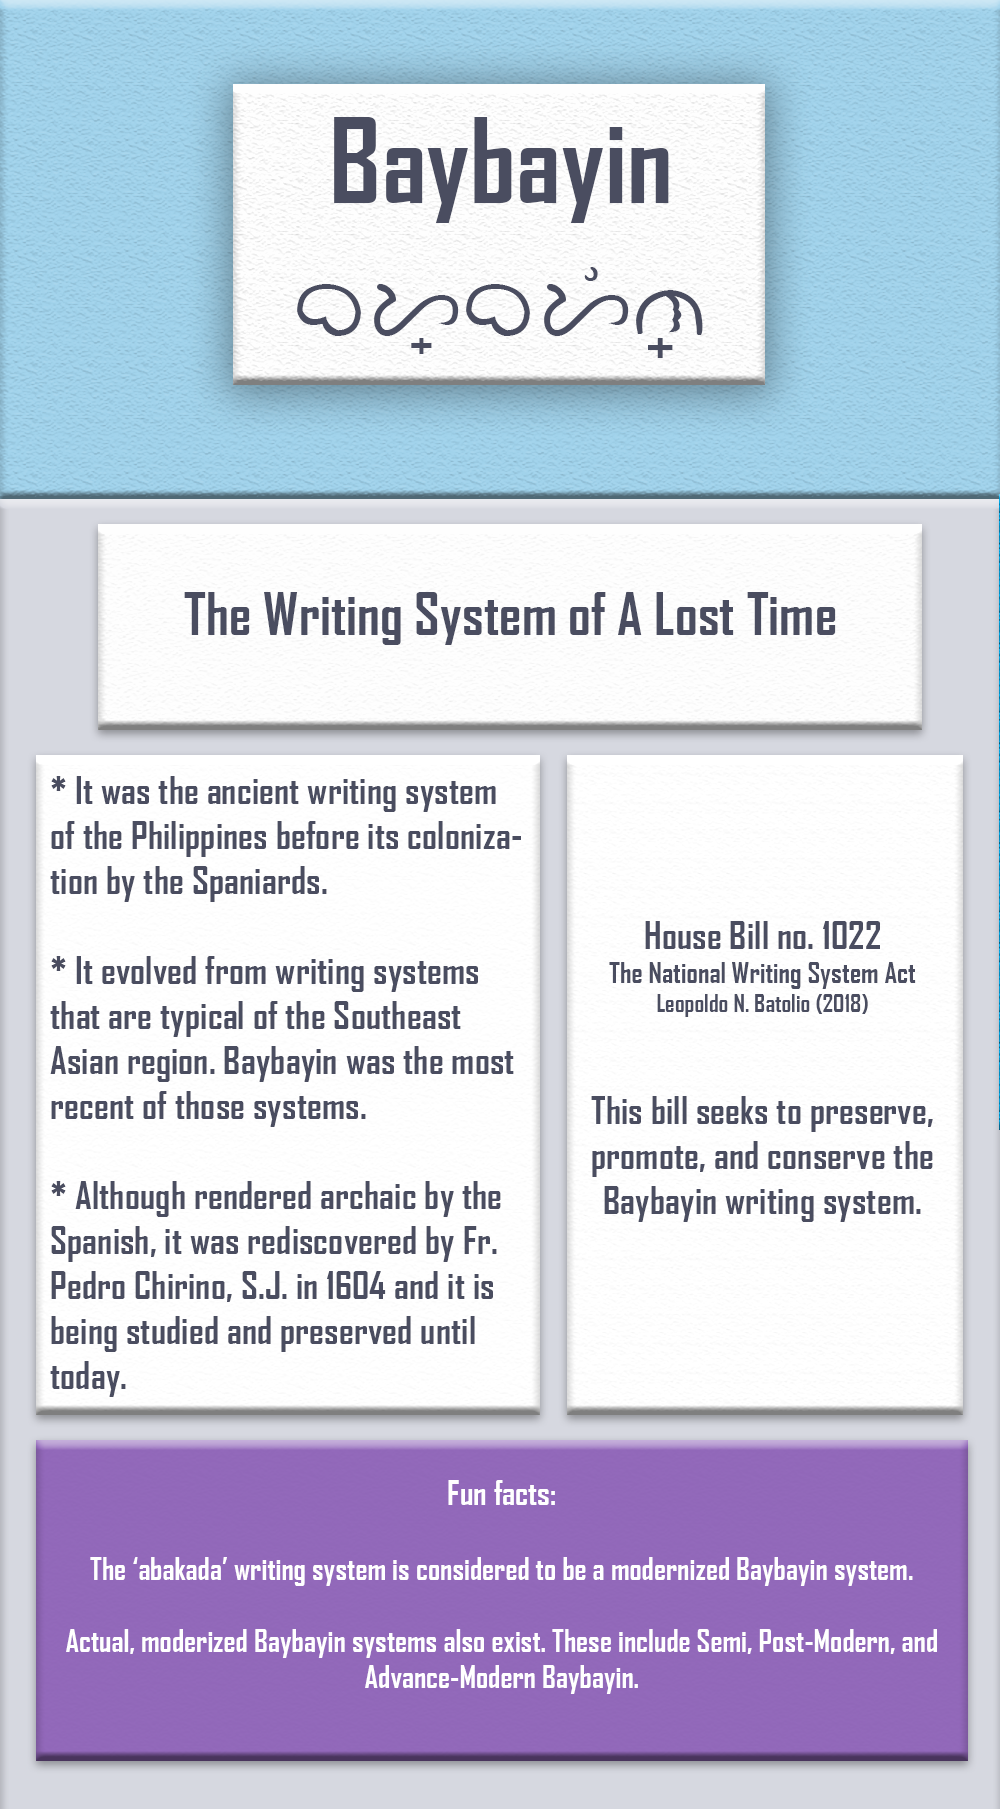 Baybayin
ᜊᜌ᜔ᜊᜌᜒᜈ᜔
The Writing System of A Lost Time
* It was the ancient writing system
of the Philippines before its coloniza-
tion by the Spaniards.
* It evolved from writing systems
that are typical of the Southeast
Asian region. Baybayin was the most
recent of those systems.
* Although rendered archaic by the
Spanish, it was rediscovered by Fr.
Pedro Chirino, S.J. in 1604 and it is
being studied and preserved until
today.
House Bill no. 1022
The National Writing System Act
Leopoldo N. Batolio (2018)
This bill seeks to preserve,
promote, and conserve the
Baybayin writing system.
Fun facts:
The ‘abakada’ writing system is considered to be a modernized Baybayin system.
Actual, moderized Baybayin systems also exist. These include Semi, Post-Modern, and
Advance-Modern Baybayin.